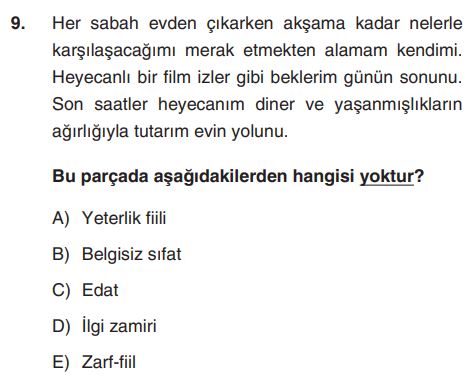 9. Her sabah evden çıkarken akşama kadar nelerle
karşılaşacağımı merak etmekten alamam kendimi.
Heyecanlı bir film izler gibi beklerim günün sonunu.
Son saatler heyecanım diner ve yaşanmışlıkların
ağırlığıyla tutarım evin yolunu.
Bu parçada aşağıdakilerden hangisi yoktur?
A) Yeterlik fiili
B) Belgisiz sıfat
C) Edat
D) İlgi zamiri
E) Zarf-fiil